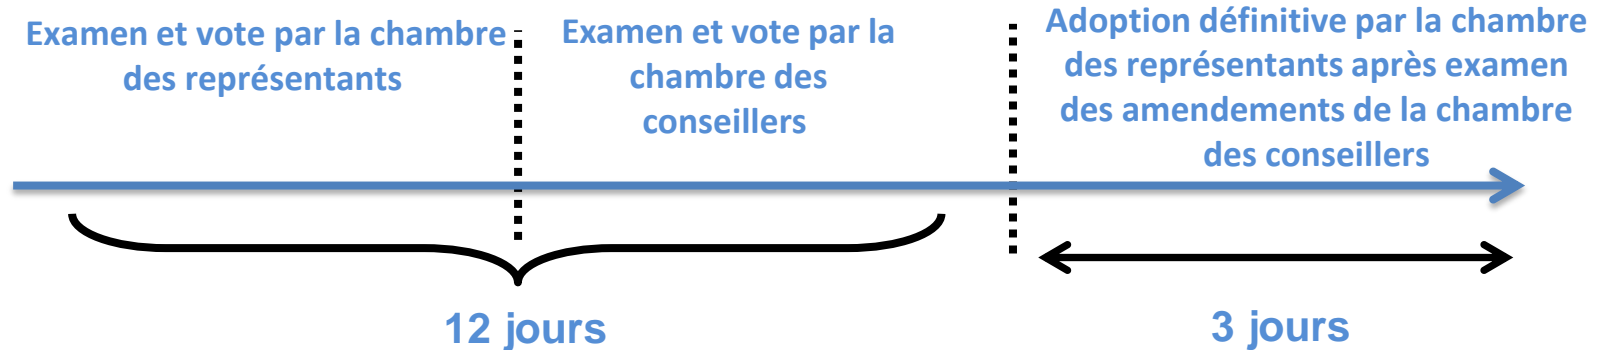 Examen et vote par la chambre
des représentants
Examen et vote par la
chambre des
conseillers
Adoption définitive par la chambre
des représentants après examen
des amendements de la chambre
des conseillers
12 jours
3 jours